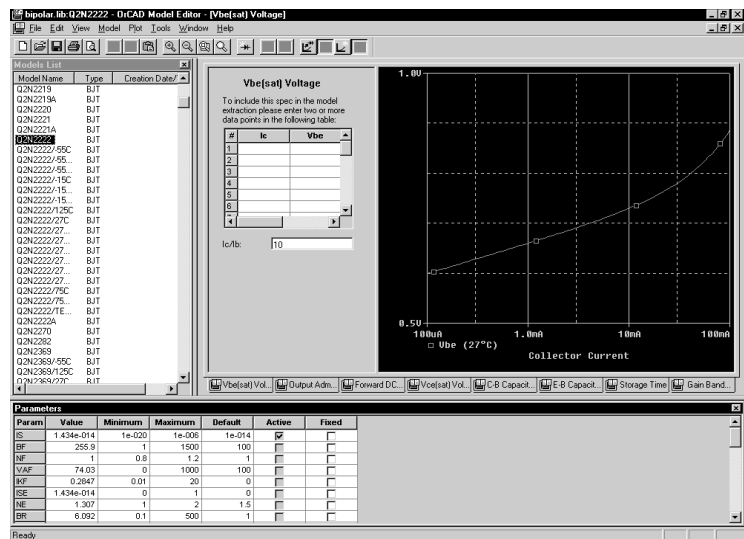 bipolar.lib:Q2N2222 - OrCAD Model Editor - [Vbe(sat) Voltage]
File Edit View Model Plot Tools Window Help
Models List
Model Name Type Creation Date/
Q2N2219 BJT
Q2N2219A BJT
Q2N2220 BJT
Q2N2221 BJT
Q2N2221A BJT
Q2N2222 BJT
Q2N2222/-55C BJT
Q2N2222/-55... BJT
Q2N2222/-55... BJT
Q2N2222/-15C BJT
Q2N2222/-15... BJT
Q2N2222/-15... BJT
Q2N2222/125C BJT
Q2N2222/27C BJT
Q2N2222/27... BJT
Q2N2222/27... BJT
Q2N2222/27... BJT
Q2N2222/27... BJT
Q2N2222/27... BJT
Q2N2222/27... BJT
Q2N2222/75C BJT
Q2N2222/75... BJT
Q2N2222/TE... BJT
Q2N2222A BJT
Q2N2270 BJT
Q2N2282 BJT
Q2N2369 BJT
Q2N2369/-55C BJT
Q2N2369/125C BJT
Q2N2369/27C BJT
Vbe(sat) Voltage
To include this spec in the model
extraction please enter two or more
data points in the following table:
# Ic Vbe
1
2
3
4
5
6
Ic/Ib: 10
1.0V
0.5V
100uA 1.0mA 10mA 100mA
Vbe (27°C)
Collector Current
Vbe(sat) Vol... Output Adm... Forward DC... Vce(sat) Vol... C-B Capacit... E-B Capacit... Storage Time Gain Band...
Parameters
Param Value Minimum Maximum Default Active Fixed
IS 1.434e-014 1e-020 1e-006 1e-014
BF 255.9 1 1500 100
NF 1 0.8 1.2 1
VAF 74.03 0 1000 100
IKF 0.2847 0.01 20 0
ISE 1.434e-014 0 1 0
NE 1.307 1 2 1.5
BR 6.092 0.1 500 1
Ready